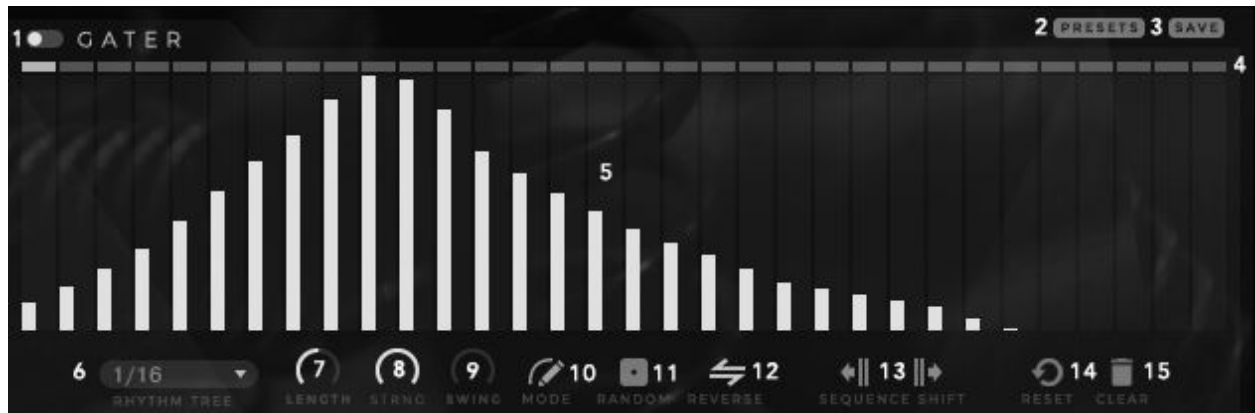 1 GATER 2 PRESETS 3 SAVE
4
5
6 1/16 7 8 9 10 11 12 13 14 15
RHYTHM TREE LENGTH STRNG SWING MODE RANDOM REVERSE SEQUENCE SHIFT RESET CLEAR